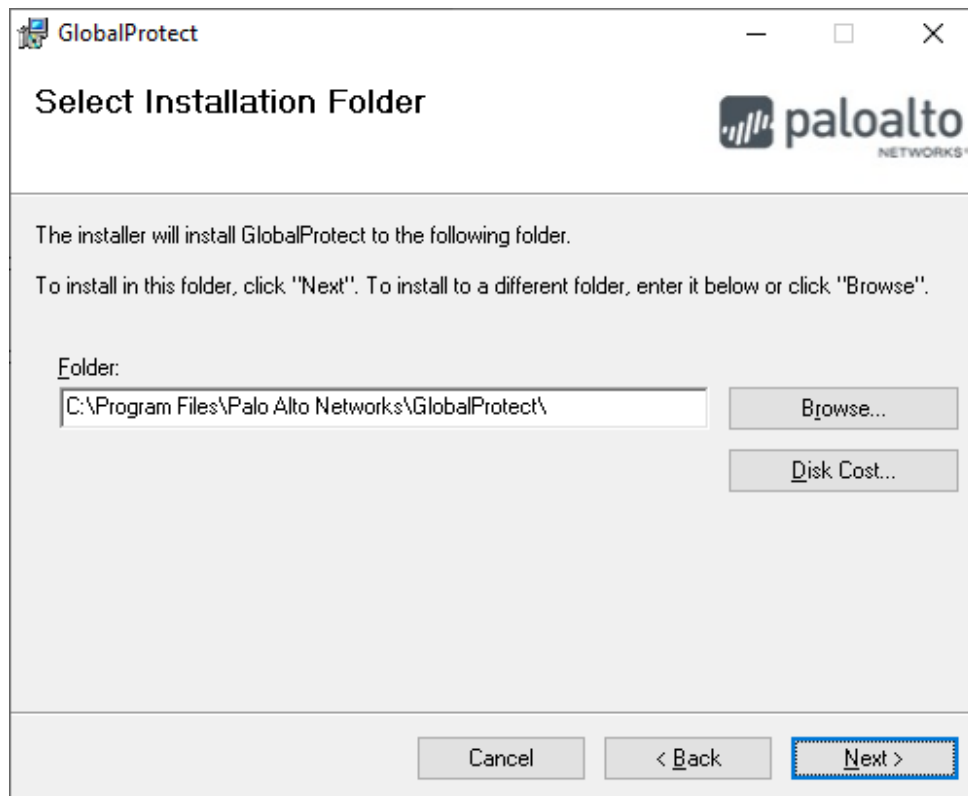 GlobalProtect
Select Installation Folder
paloalto
NETWORKS
The installer will install GlobalProtect to the following folder.
To install in this folder, click "Next". To install to a different folder, enter it below or click "Browse".
Folder:
C:\Program Files\Palo Alto Networks\GlobalProtect\
Browse...
Disk Cost...
Cancel
< Back
Next >